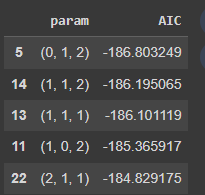 param AIC
5 (0, 1, 2) -186.803249
14 (1, 1, 2) -186.195065
13 (1, 1, 1) -186.101119
11 (1, 0, 2) -185.365917
22 (2, 1, 1) -184.829175